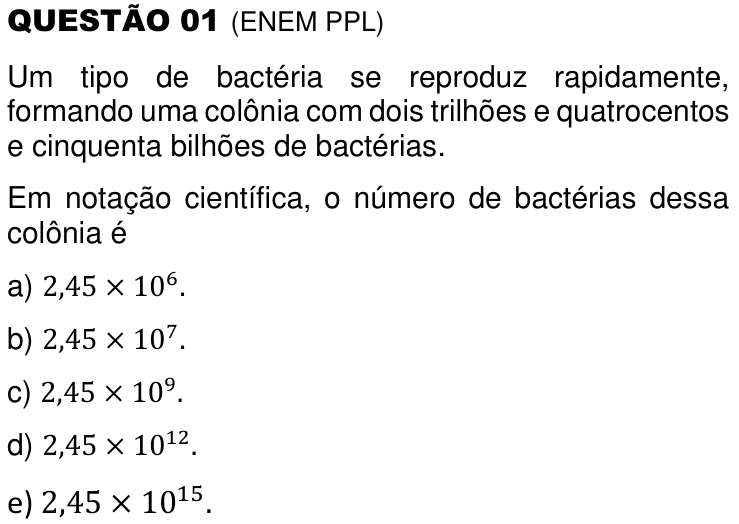 QUESTÃO 01 (ENEM PPL)
Um tipo de bactéria se reproduz rapidamente,
formando uma colônia com dois trilhões e quatrocentos
e cinquenta bilhões de bactérias.
Em notação científica, o número de bactérias dessa
colônia é
a) 2,45 × 10⁶.
b) 2,45 × 10⁷.
c) 2,45 × 10⁹.
d) 2,45 × 10¹².
e) 2,45 × 10¹⁵.